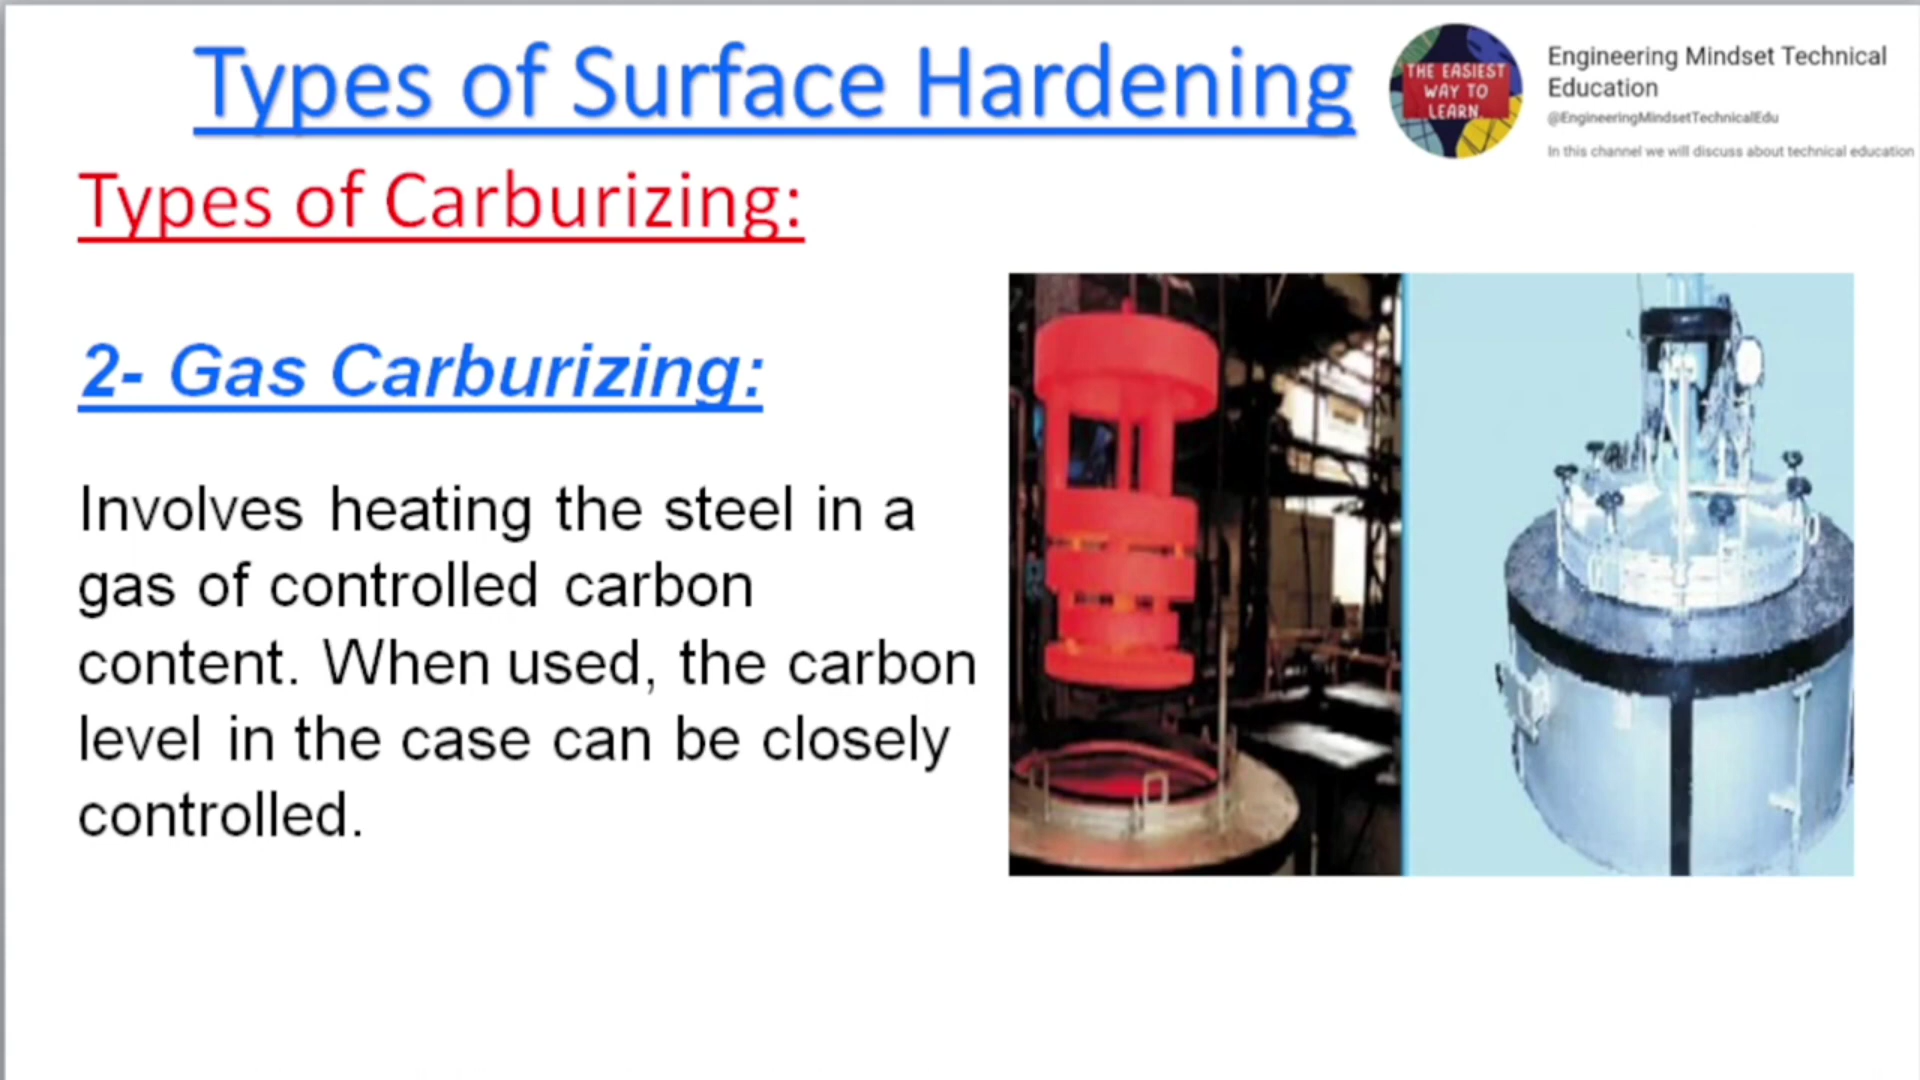 Types of Surface Hardening
THE EASIEST
WAY TO
LEARN
Engineering Mindset Technical
Education
@EngineeringMindsetTechnicalEdu
In this channel we will discuss about technical education
Types of Carburizing:
2- Gas Carburizing:
Involves heating the steel in a
gas of controlled carbon
content. When used, the carbon
level in the case can be closely
controlled.